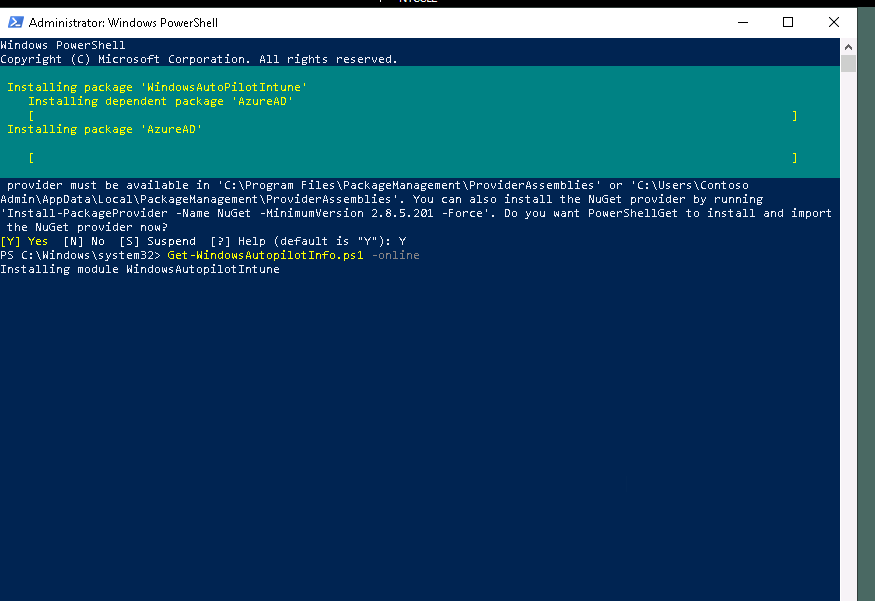 Administrator: Windows PowerShell
Windows PowerShell
Copyright (C) Microsoft Corporation. All rights reserved.
Installing package 'WindowsAutoPilotIntune'
Installing dependent package 'AzureAD'
[ ]
Installing package 'AzureAD'
[ ]
provider must be available in 'C:\Program Files\PackageManagement\ProviderAssemblies' or 'C:\Users\Contoso
Admin\AppData\Local\PackageManagement\ProviderAssemblies'. You can also install the NuGet provider by running
'Install-PackageProvider -Name NuGet -MinimumVersion 2.8.5.201 -Force'. Do you want PowerShellGet to install and import
the NuGet provider now?
[Y] Yes  [N] No  [S] Suspend  [?] Help (default is "Y"): Y
PS C:\Windows\system32> Get-WindowsAutopilotInfo.ps1 -online
Installing module WindowsAutopilotIntune